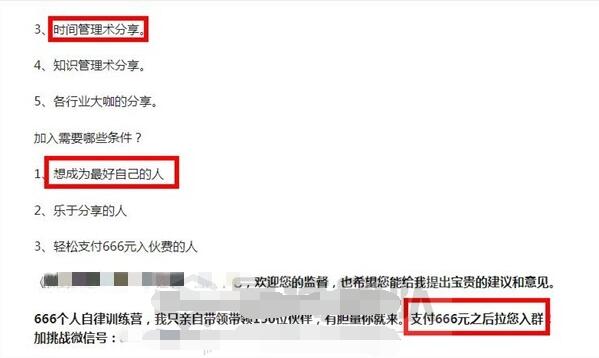 3、时间管理术分享。
4、知识管理术分享。
5、各行业大咖的分享。
加入需要哪些条件？
1、想成为最好自己的人
2、乐于分享的人
3、轻松支付666元入伙费的人
，欢迎您的监督，也希望您能给我提出宝贵的建议和意见。
666个人自律训练营，我只亲自带领带领150位伙伴，有胆量你就来。支付666元之后拉您入群；
加挑战微信号：